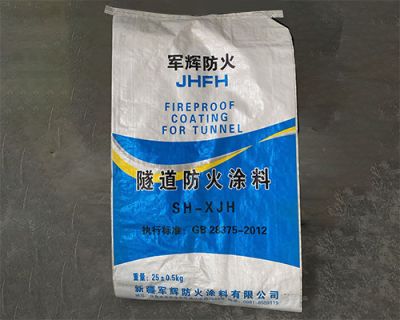 军辉防火
JHFH
FIREPROOF
COATING
FOR TUNNEL
隧道防火涂料
SH-XJH
执行标准: GB 28375-2012
重量: 25±0.5kg
新疆军辉防火涂料有限公司